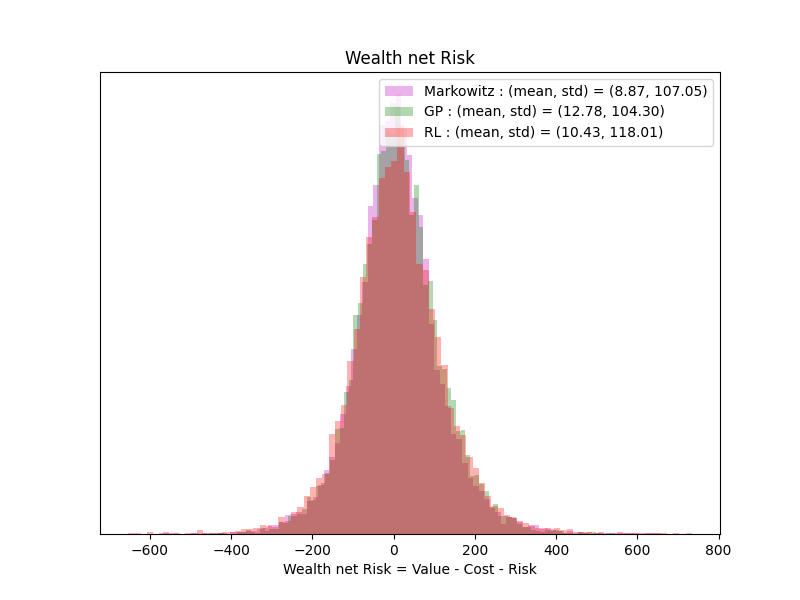 Wealth net Risk
Markowitz : (mean, std) = (8.87, 107.05)
GP : (mean, std) = (12.78, 104.30)
RL : (mean, std) = (10.43, 118.01)
−600 −400 −200 0 200 400 600 800
Wealth net Risk = Value - Cost - Risk